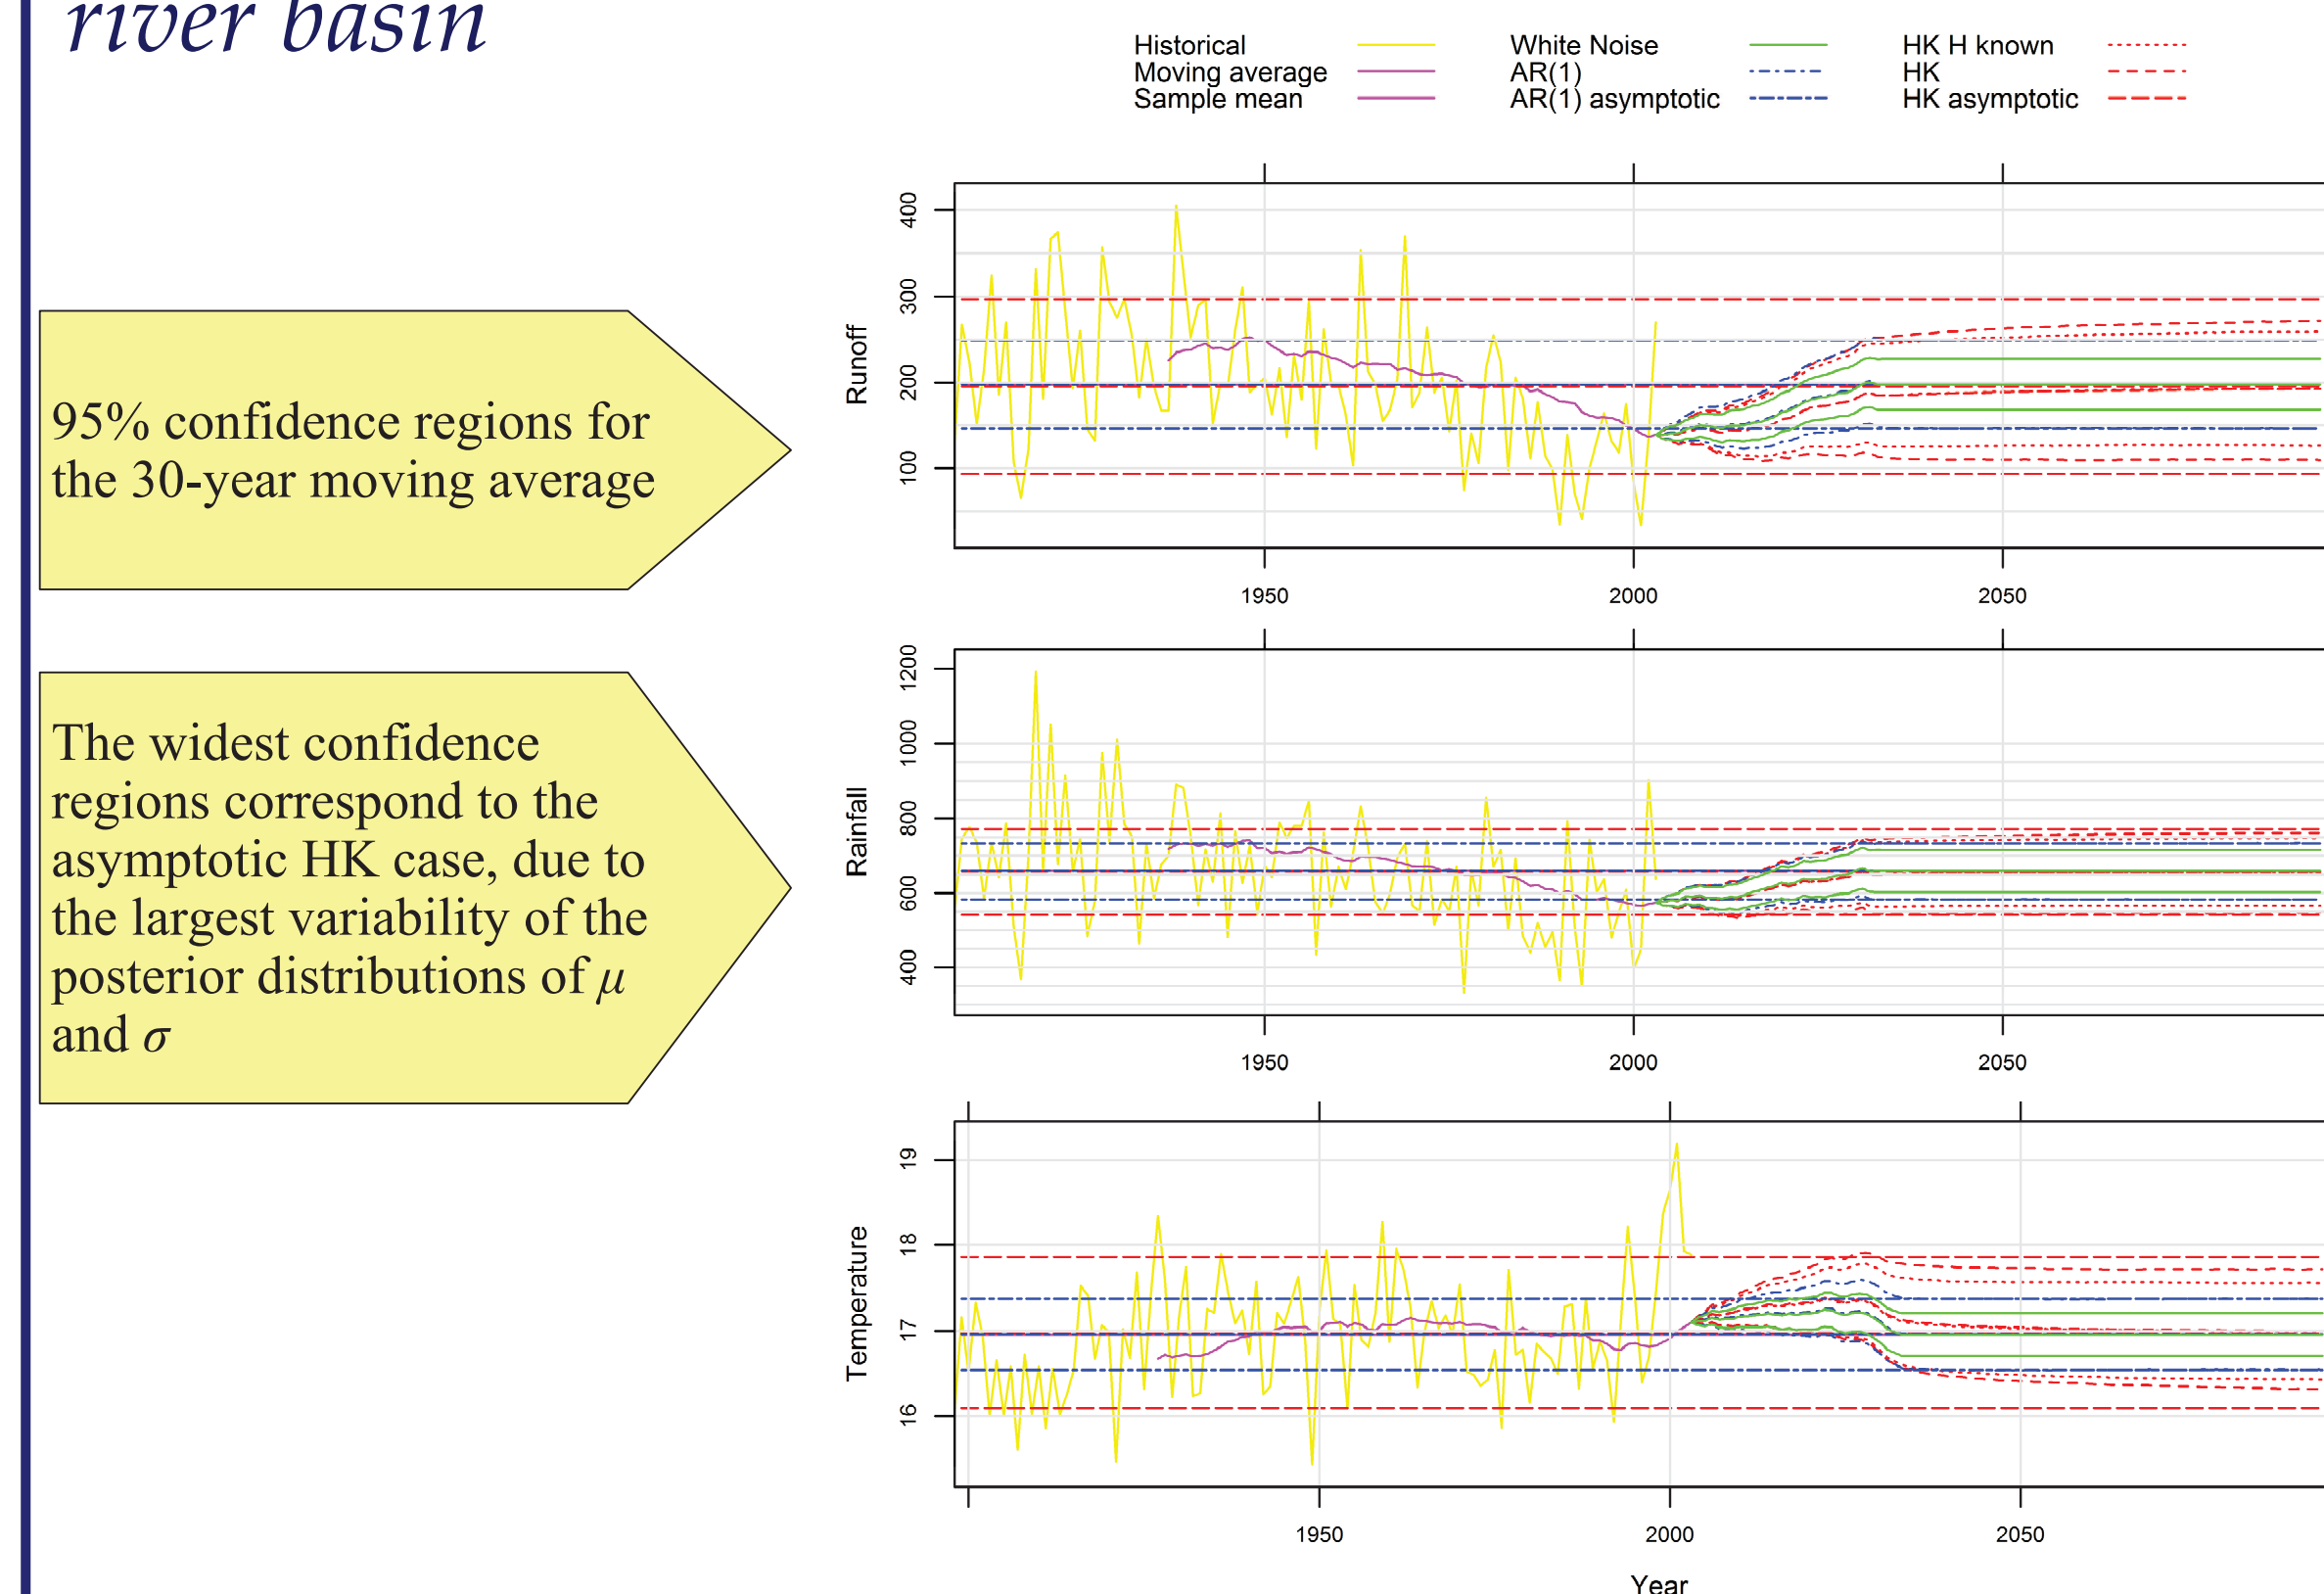 river basin
Historical
Moving average
Sample mean
White Noise
AR(1)
AR(1) asymptotic
HK H known
HK
HK asymptotic
95% confidence regions for
the 30-year moving average
The widest confidence
regions correspond to the
asymptotic HK case, due to
the largest variability of the
posterior distributions of μ
and σ
Runoff
400
300
200
100
1950 2000 2050
Rainfall
1200
1000
800
600
400
1950 2000 2050
Temperature
19
18
17
16
1950 2000 2050
Year